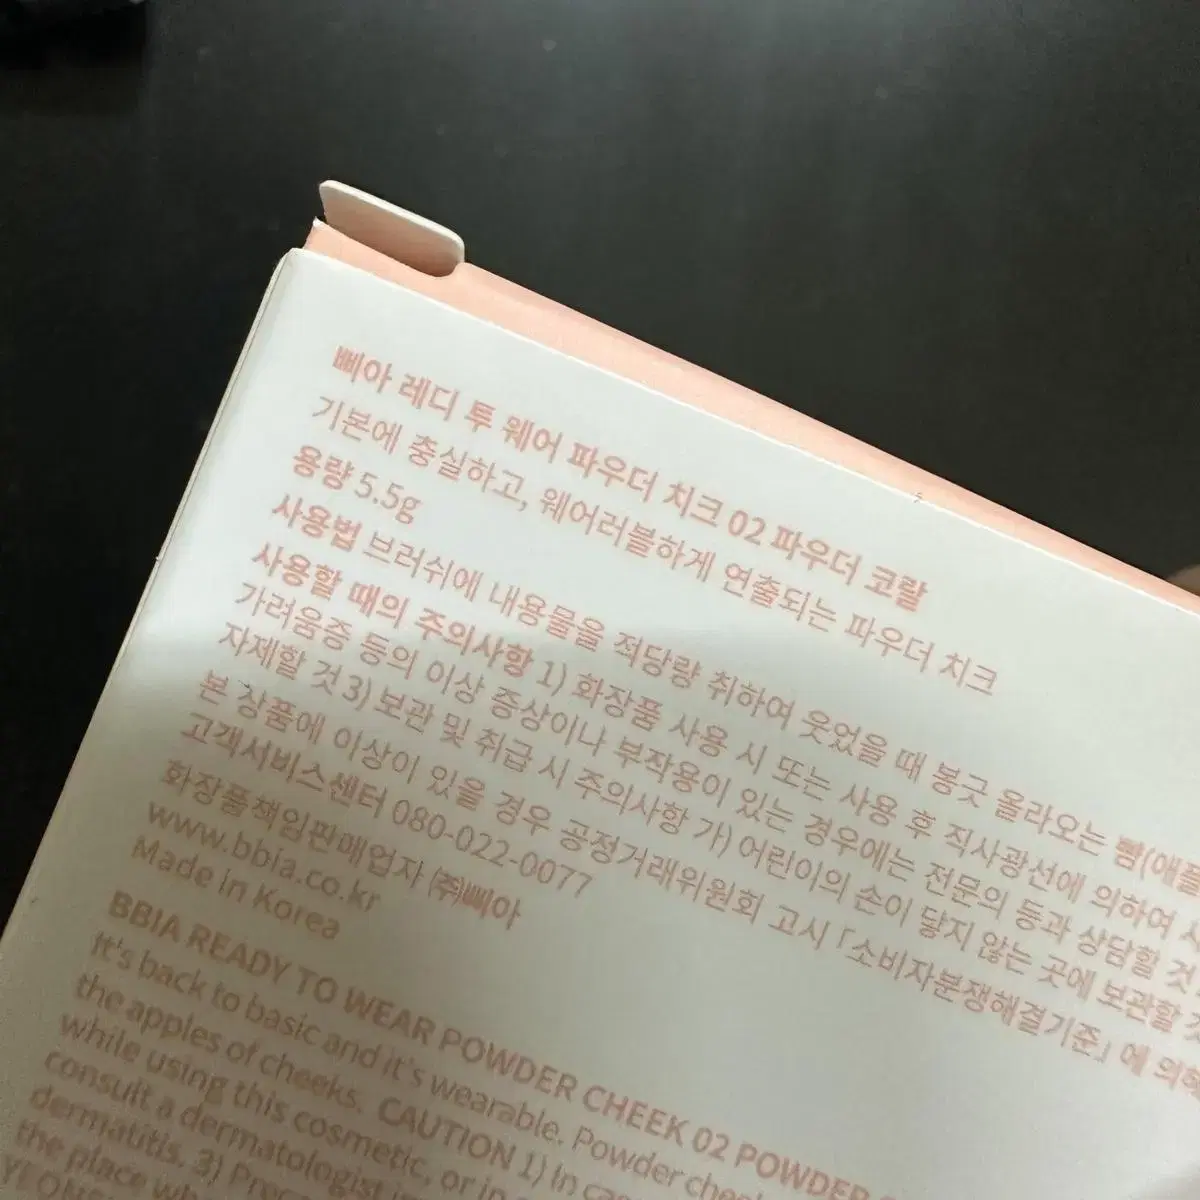 삐아 레디 투 웨어 파우더 치크 02 파우더 코랄
기본에 충실하고, 웨어러블하게 연출되는 파우더 치크
용량 5.5g
사용법 브러쉬에 내용물을 적당량 취하여 웃었을 때 봉긋 올라오는 뺨(애플
사용할 때의 주의사항 1) 화장품 사용 시 또는 사용 후 직사광선에 의하여
가려움증 등의 이상 증상이나 부작용이 있는 경우에는 전문의 등과 상담할 것
자제할 것 3) 보관 및 취급 시 주의사항 가) 어린이의 손이 닿지 않는 곳에 보관할
본 상품에 이상이 있을 경우 공정거래위원회 고시 「소비자분쟁해결기준」에
고객서비스센터 080-022-0077
화장품책임판매업자 ㈜삐아
www.bbia.co.kr
Made in Korea
BBIA READY TO WEAR POWDER CHEEK 02 POWDER
It's back to basic and it's wearable. Powder
the apples of cheeks. CAUTION 1) In
while using this cosmetic, or in
consult a dermatologist
dermatitis. 3)
the place